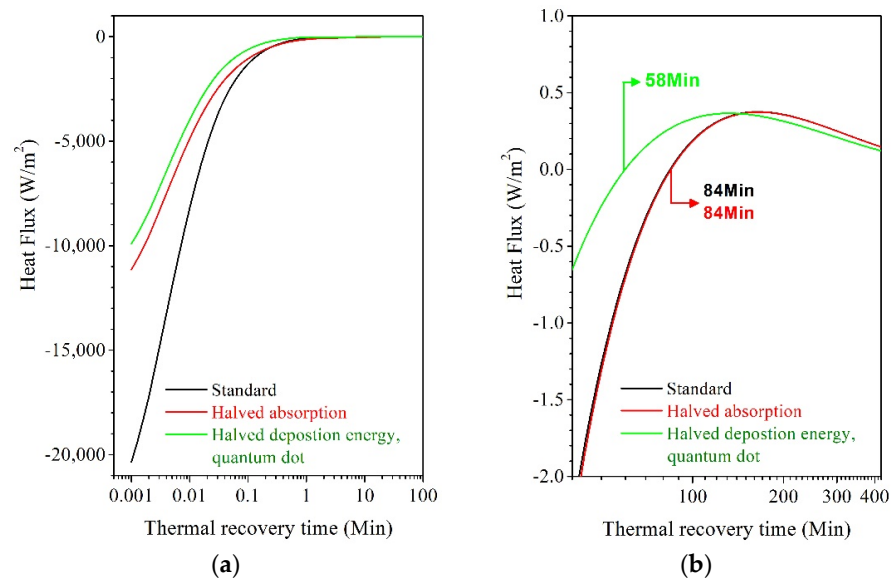 0
-5,000
-10,000
-15,000
-20,000
Heat Flux (W/m²)
Standard
Halved absorption
Halved depostion energy,
quantum dot
0.001 0.01 0.1 1 10 100
Thermal recovery time (Min)
(a)
1.0
0.5
0.0
-0.5
-1.0
-1.5
-2.0
Heat Flux (W/m²)
58Min
84Min
84Min
Standard
Halved absorption
Halved depostion energy,
quantum dot
100 200 300 400
Thermal recovery time (Min)
(b)